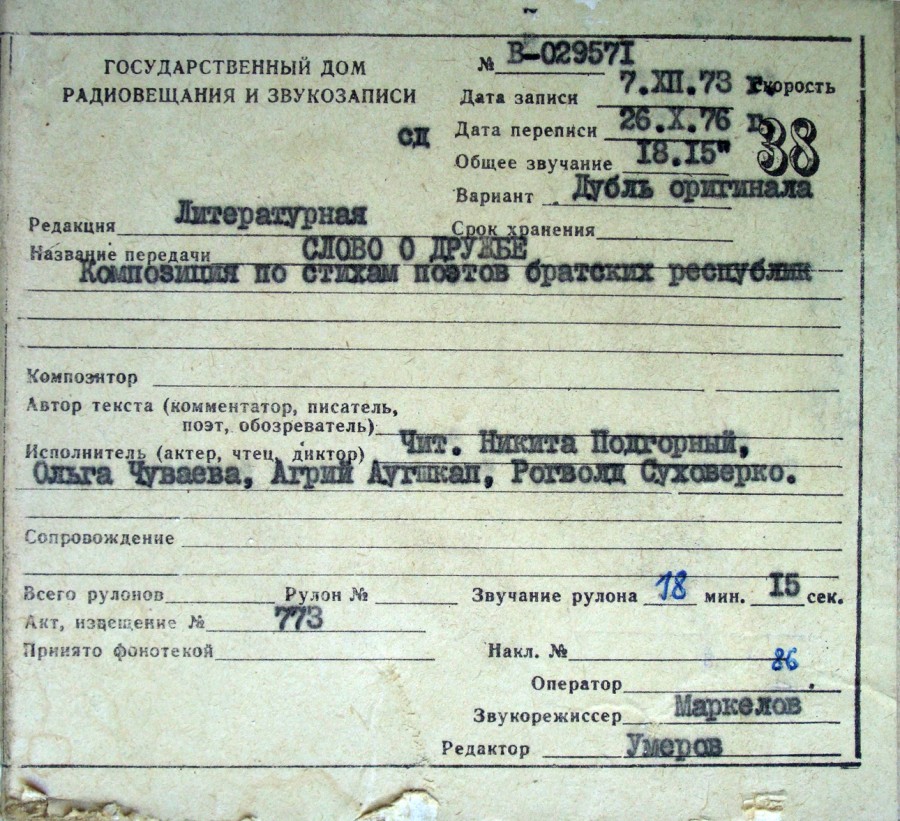 ГОСУДАРСТВЕННЫЙ ДОМ
РАДИОВЕЩАНИЯ И ЗВУКОЗАПИСИ
сд
№ В-029571
Дата записи 7.XII.73 г. Скорость
Дата переписи 26.X.76 г. 38
Общее звучание 18.15"
Вариант Дубль оригинала
Редакция Литературная
Срок хранения
Название передачи СЛОВО О ДРУЖБЕ
Композиция по стихам поэтов братских республик
Композитор
Автор текста (комментатор, писатель,
поэт, обозреватель)
Исполнитель (актер, чтец, диктор) Чит. Никита Подгорный,
Ольга Чуваева, Агрий Аугшкап, Рогволд Суховерко.
Сопровождение
Всего рулонов Рулон № Звучание рулона 18 мин. 15 сек.
Акт, извещение № 773
Принято фонотекой Накл. № 86
Оператор
Звукорежиссер Маркелов
Редактор Умеров